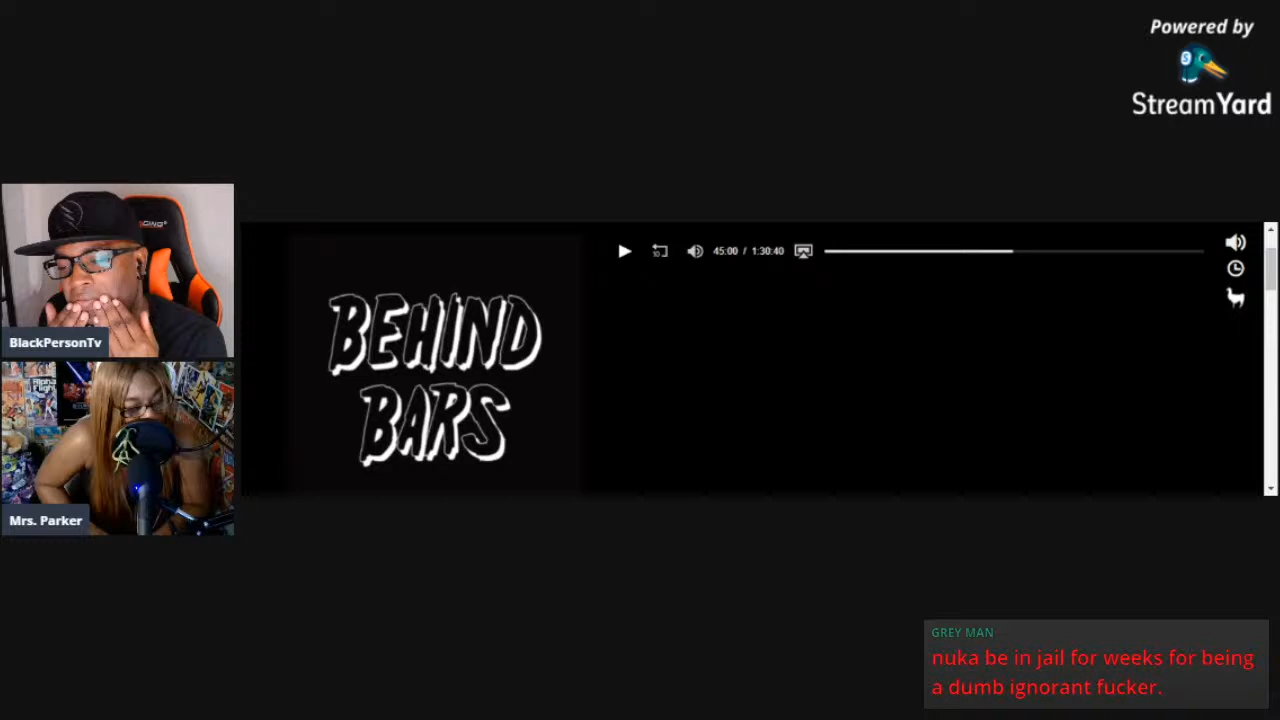 Powered by
StreamYard
BlackPersonTv
Mrs. Parker
10
45:00 / 1:30:40
BEHIND
BARS
GREY MAN
nuka be in jail for weeks for being
a dumb ignorant fucker.